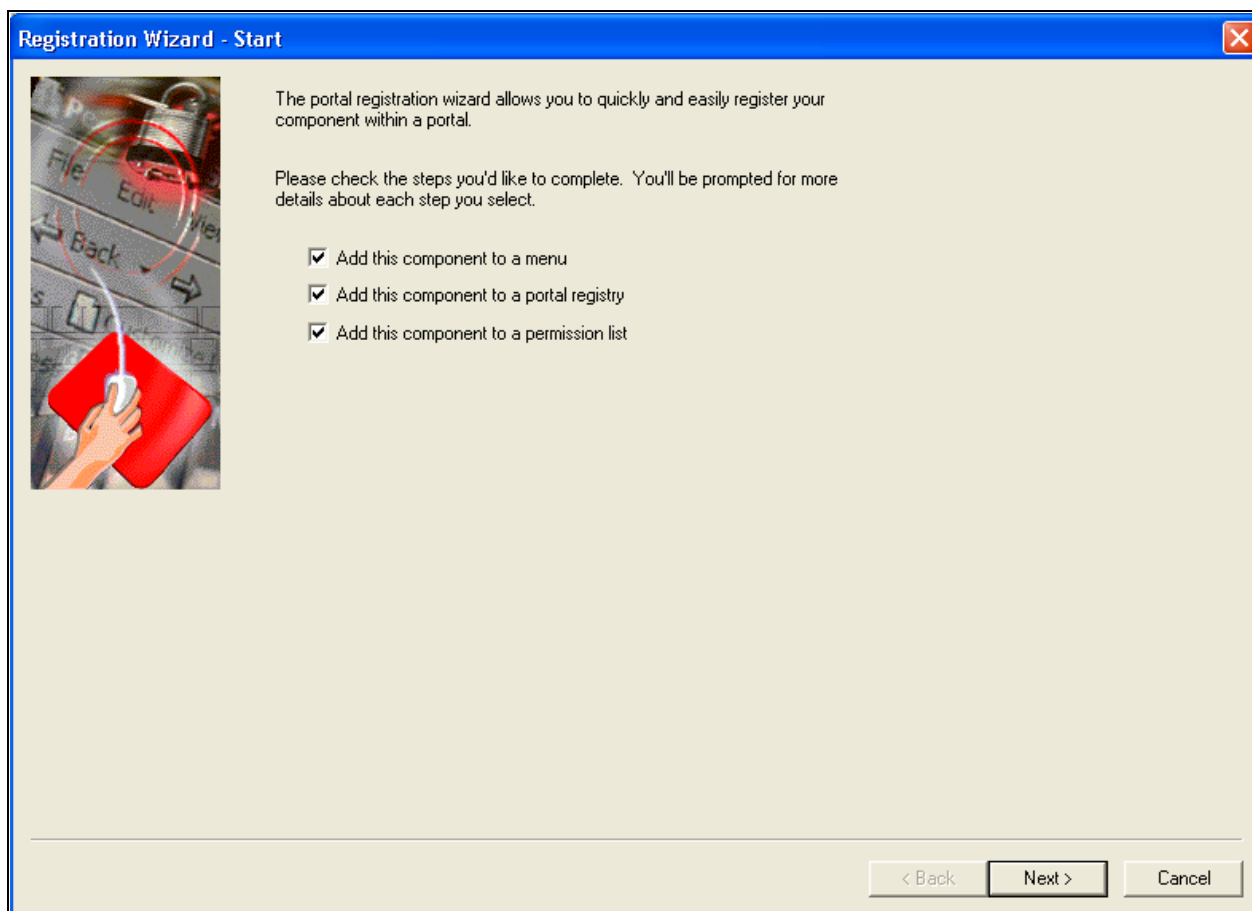 Registration Wizard - Start
File
Edit
Back
The portal registration wizard allows you to quickly and easily register your
component within a portal.
Please check the steps you'd like to complete.  You'll be prompted for more
details about each step you select.
Add this component to a menu
Add this component to a portal registry
Add this component to a permission list
< Back
Next >
Cancel